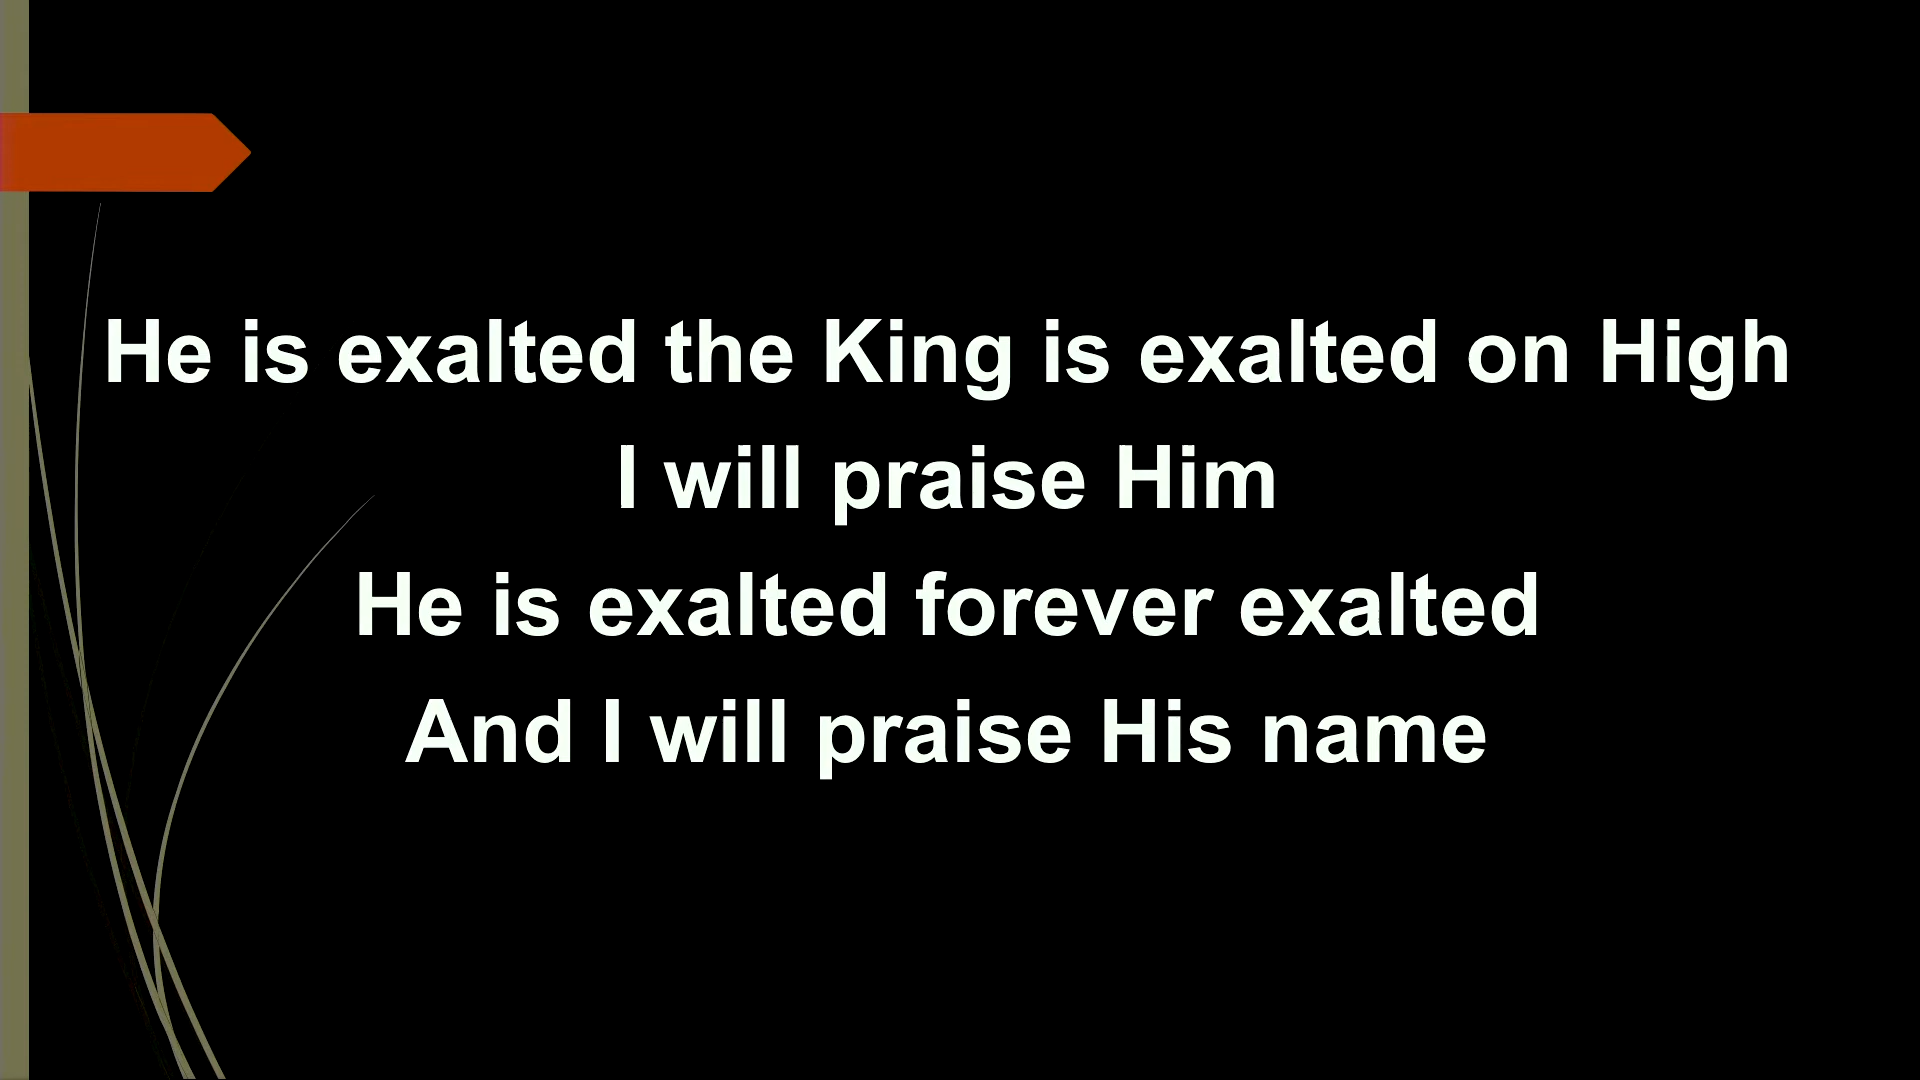 He is exalted the King is exalted on High
I will praise Him
He is exalted forever exalted
And I will praise His name